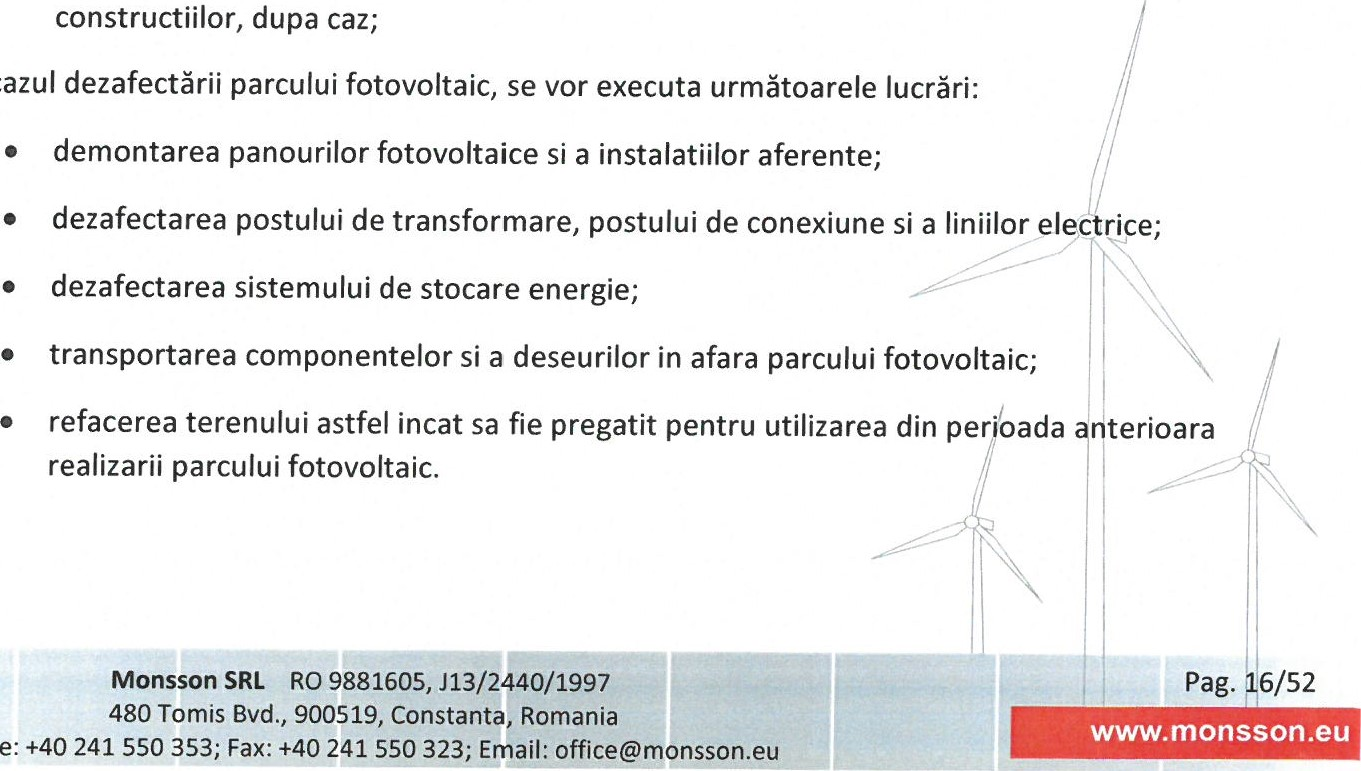 constructiilor, dupa caz;
cazul dezafectării parcului fotovoltaic, se vor executa următoarele lucrări:
• demontarea panourilor fotovoltaice si a instalatiilor aferente;
• dezafectarea postului de transformare, postului de conexiune si a liniilor electrice;
• dezafectarea sistemului de stocare energie;
• transportarea componentelor si a deseurilor in afara parcului fotovoltaic;
• refacerea terenului astfel incat sa fie pregatit pentru utilizarea din perioada anterioara
realizarii parcului fotovoltaic.
Monsson SRL RO 9881605, J13/2440/1997
480 Tomis Bvd., 900519, Constanta, Romania
e: +40 241 550 353; Fax: +40 241 550 323; Email: office@monsson.eu
Pag. 16/52
www.monsson.eu